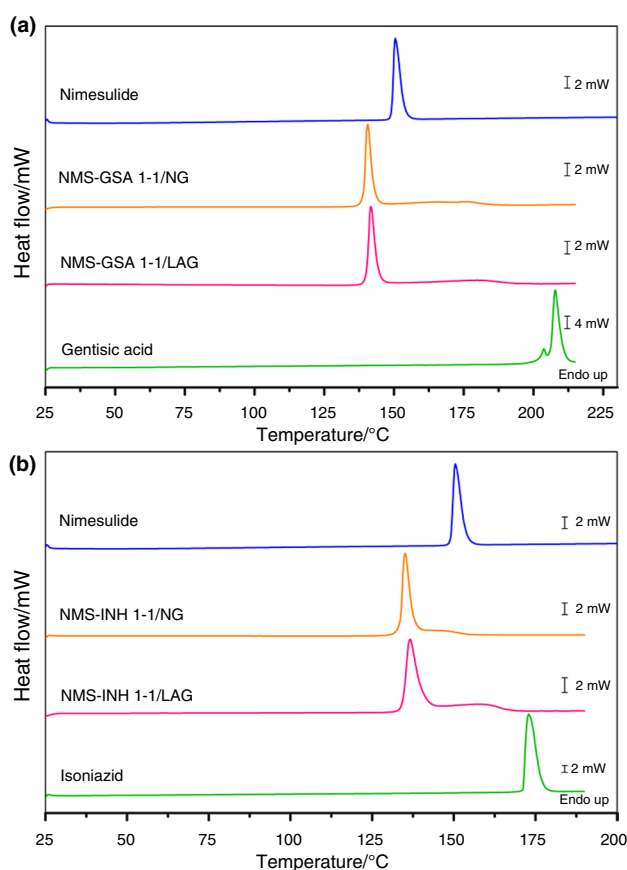 (a)
Nimesulide
2 mW
NMS-GSA 1-1/NG
2 mW
NMS-GSA 1-1/LAG
2 mW
Gentisic acid
4 mW
Endo up
Heat flow/mW
25 50 75 100 125 150 175 200 225
Temperature/°C
(b)
Nimesulide
2 mW
NMS-INH 1-1/NG
2 mW
NMS-INH 1-1/LAG
2 mW
Isoniazid
2 mW
Endo up
Heat flow/mW
25 50 75 100 125 150 175 200
Temperature/°C